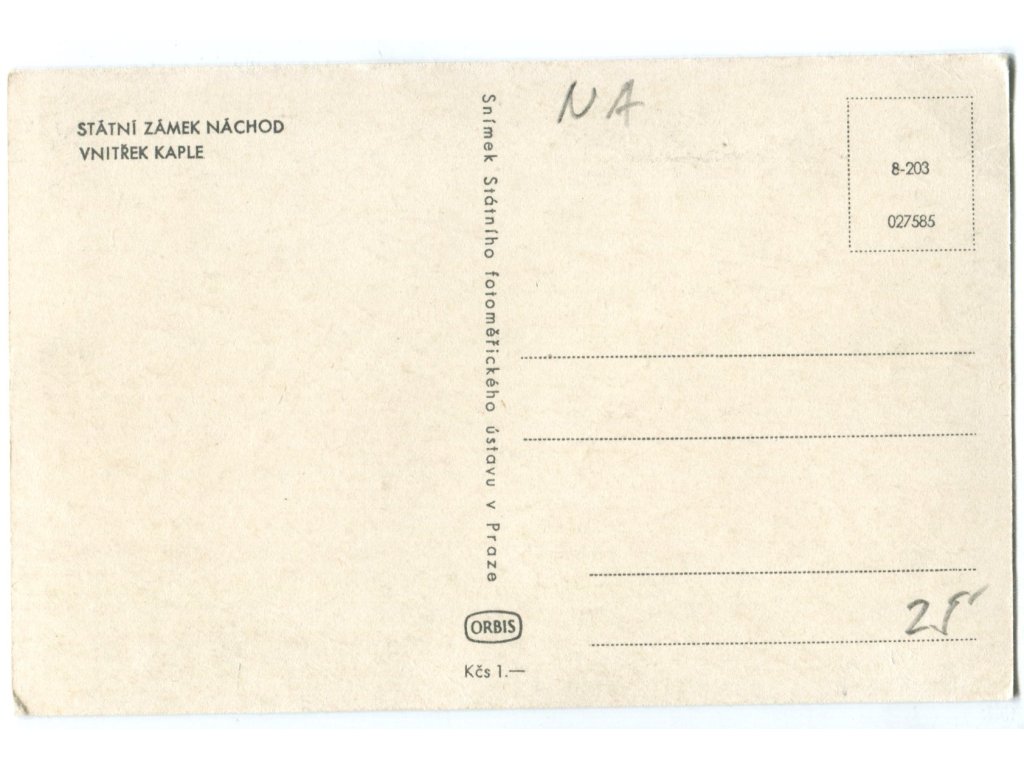 STÁTNÍ ZÁMEK NÁCHOD
VNITŘEK KAPLE
Snímek Státního fotoměřického ústavu v Praze
ORBIS
Kčs 1.—
NA
8-203
027585
25